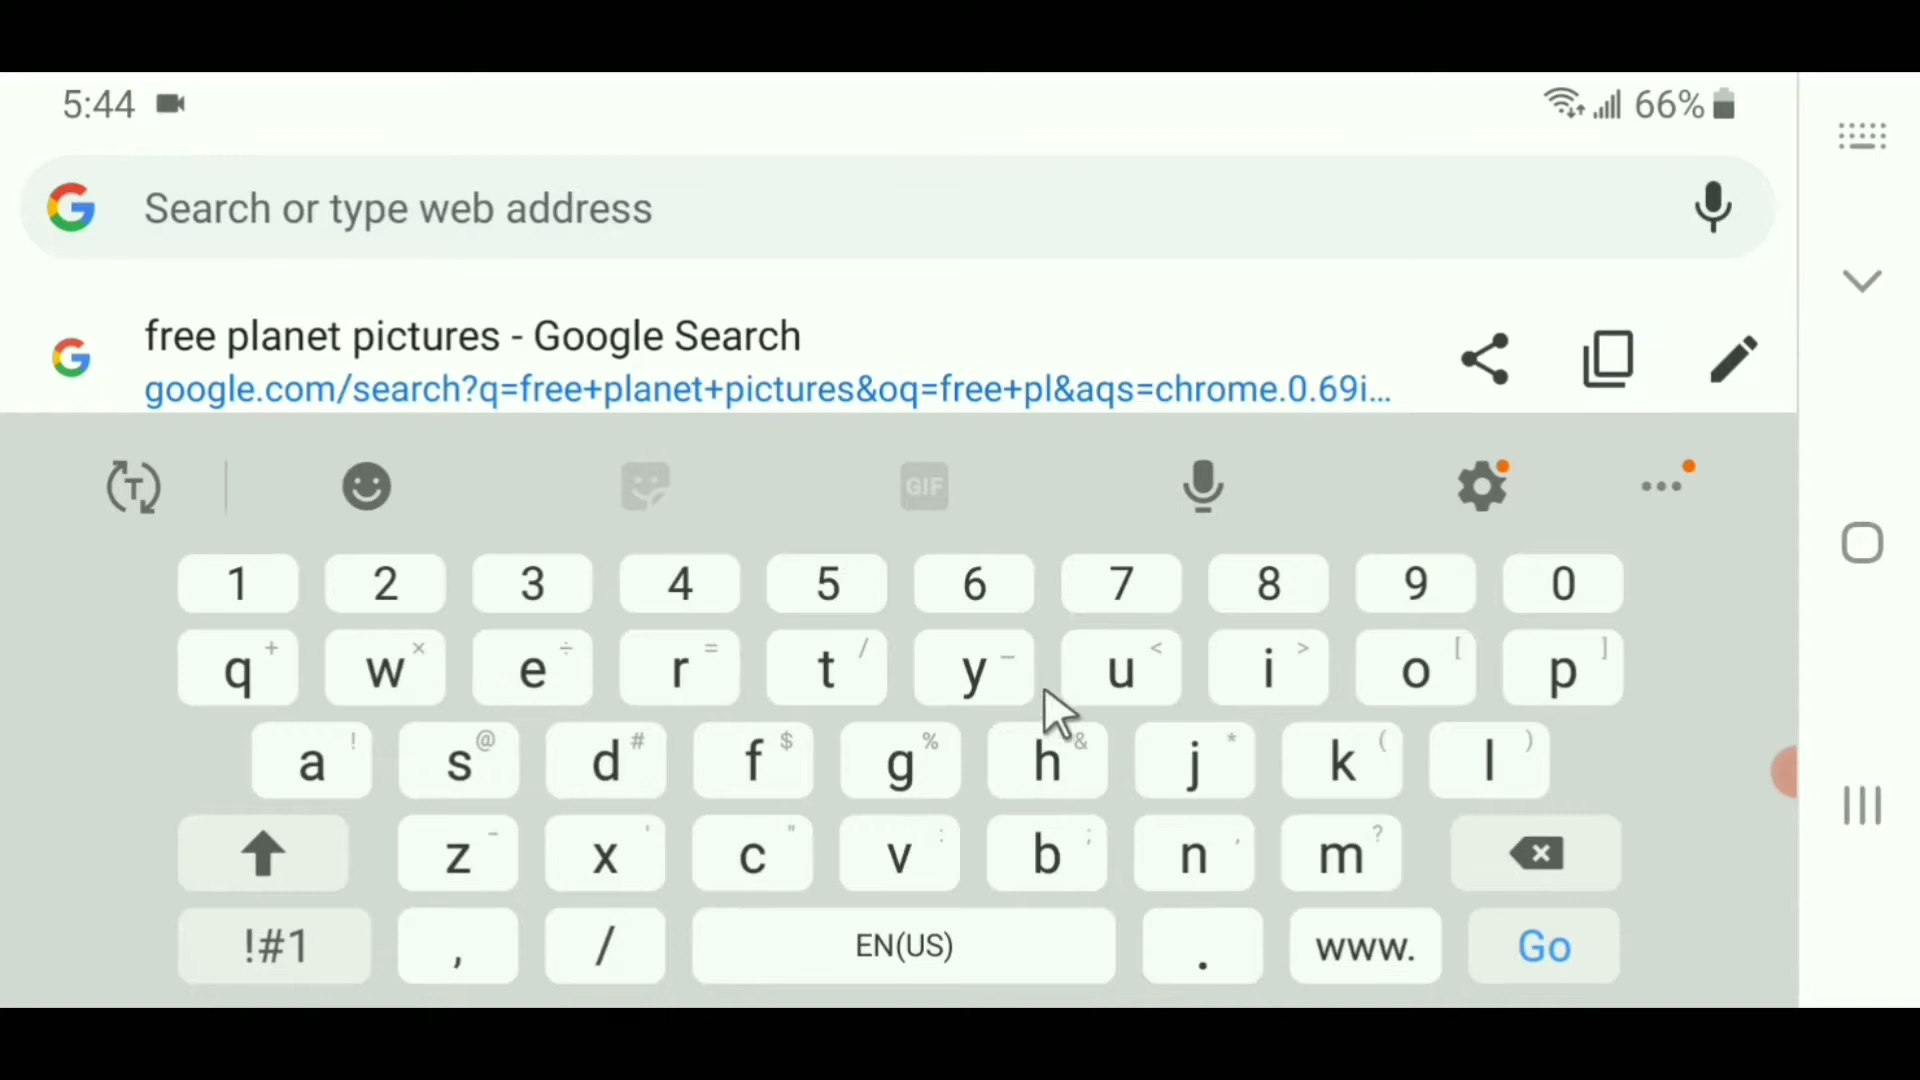 5:44 66%
Search or type web address
free planet pictures - Google Search
google.com/search?q=free+planet+pictures&oq=free+pl&aqs=chrome.0.69i...
T GIF
1 2 3 4 5 6 7 8 9 0
q + w × e ÷ r = t / y _ u < i > o [ p ]
a ! s @ d # f $ g % h & j * k ( l )
z - x ' c " v : b ; n , m ?
!#1 , / EN(US) . www. Go